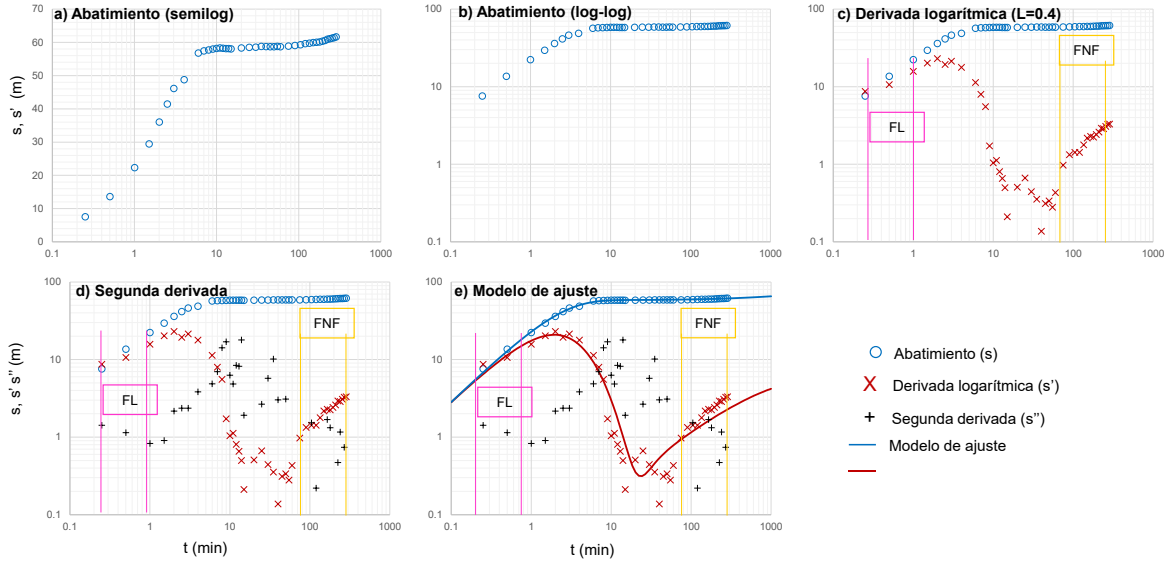 a) Abatimiento (semilog)
70
60
50
40
30
20
10
0
0.1
1
10
100
1000
s, s' (m)
b) Abatimiento (log-log)
100
10
1
0.1
0.1
1
10
100
1000
c) Derivada logarítmica (L=0.4)
100
10
1
0.1
0.1
1
10
100
1000
FL
FNF
d) Segunda derivada
100
10
1
0.1
0.1
1
10
100
1000
s, s' s'' (m)
t (min)
FL
FNF
e) Modelo de ajuste
100
10
1
0.1
0.1
1
10
100
1000
t (min)
FL
FNF
Abatimiento (s)
Derivada logarítmica (s')
Segunda derivada (s'')
Modelo de ajuste